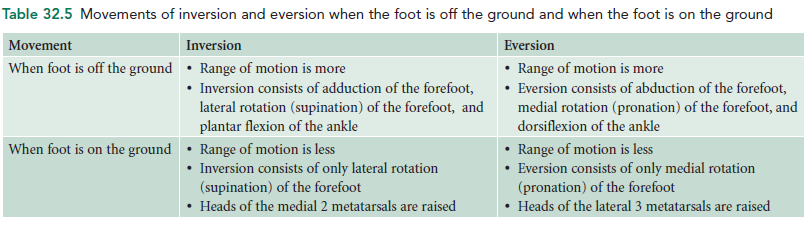 Table 32.5 Movements of inversion and eversion when the foot is off the ground and when the foot is on the ground
Movement
Inversion
Eversion
When foot is off the ground
• Range of motion is more
• Inversion consists of adduction of the forefoot,
lateral rotation (supination) of the forefoot, and
plantar flexion of the ankle
• Range of motion is more
• Eversion consists of abduction of the forefoot,
medial rotation (pronation) of the forefoot, and
dorsiflexion of the ankle
When foot is on the ground
• Range of motion is less
• Inversion consists of only lateral rotation
(supination) of the forefoot
• Heads of the medial 2 metatarsals are raised
• Range of motion is less
• Eversion consists of only medial rotation
(pronation) of the forefoot
• Heads of the lateral 3 metatarsals are raised